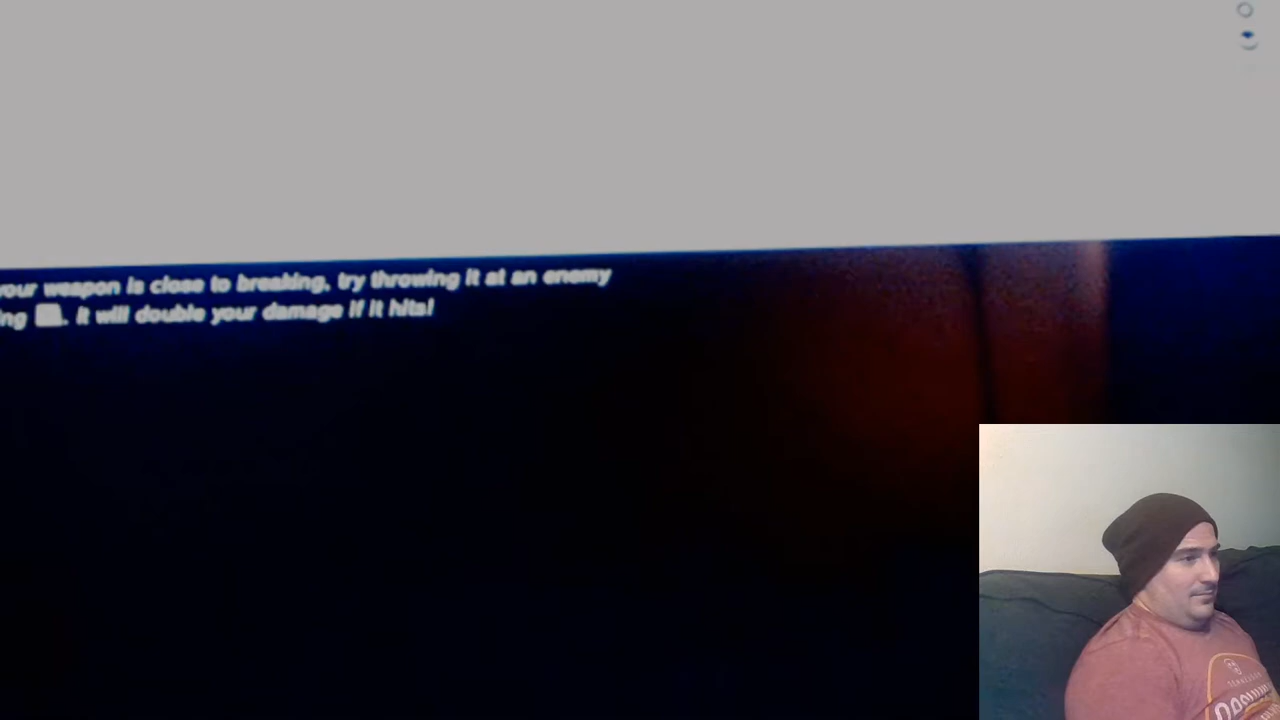 your weapon is close to breaking, try throwing it at an enemy
ing . It will double your damage if it hits!